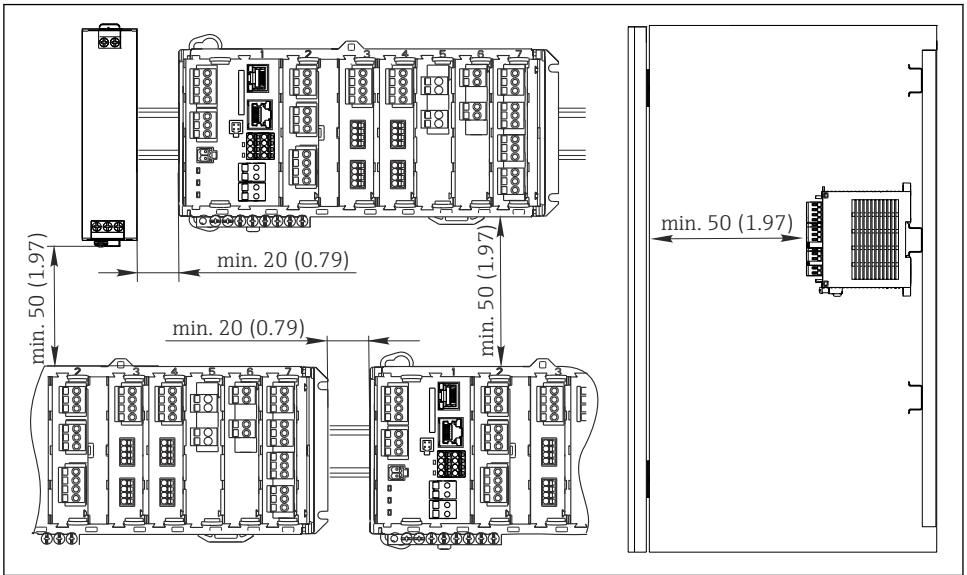 1 2 3 4 5 6 7
min. 50 (1.97)
min. 20 (0.79)
min. 50 (1.97)
min. 50 (1.97)
min. 20 (0.79)
2 3 4 5 6 7
1 2 3